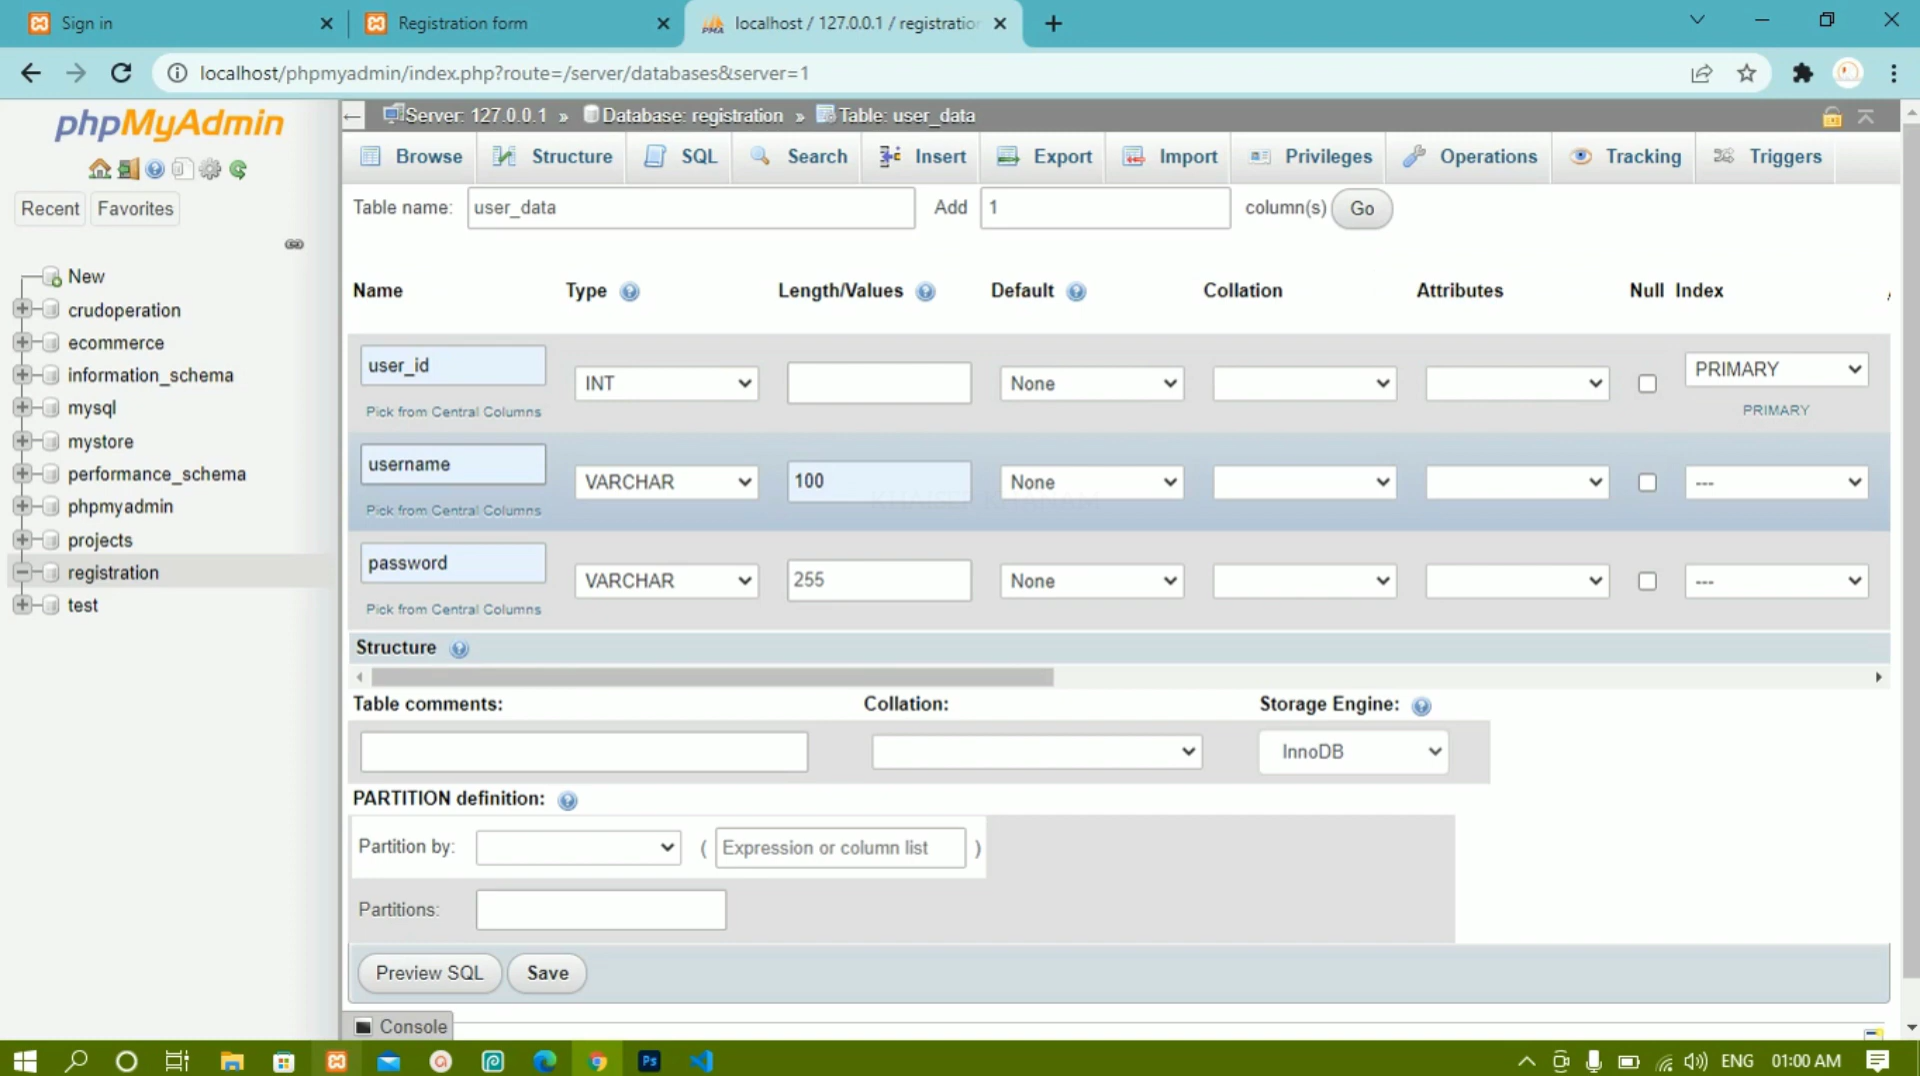 Sign in
Registration form
localhost / 127.0.0.1 / registration
localhost/phpmyadmin/index.php?route=/server/databases&server=1
phpMyAdmin
Recent
Favorites
New
crudoperation
ecommerce
information_schema
mysql
mystore
performance_schema
phpmyadmin
projects
registration
test
Server: 127.0.0.1 » Database: registration » Table: user_data
Browse
Structure
SQL
Search
Insert
Export
Import
Privileges
Operations
Tracking
Triggers
Table name: user_data Add 1 column(s) Go
Name Type Length/Values Default Collation Attributes Null Index
user_id INT None PRIMARY
Pick from Central Columns PRIMARY
username VARCHAR 100 None ---
Pick from Central Columns
password VARCHAR 255 None ---
Pick from Central Columns
Structure
Table comments: Collation: Storage Engine:
InnoDB
PARTITION definition:
Partition by: ( Expression or column list )
Partitions:
Preview SQL Save
Console
Ps
ENG 01:00 AM